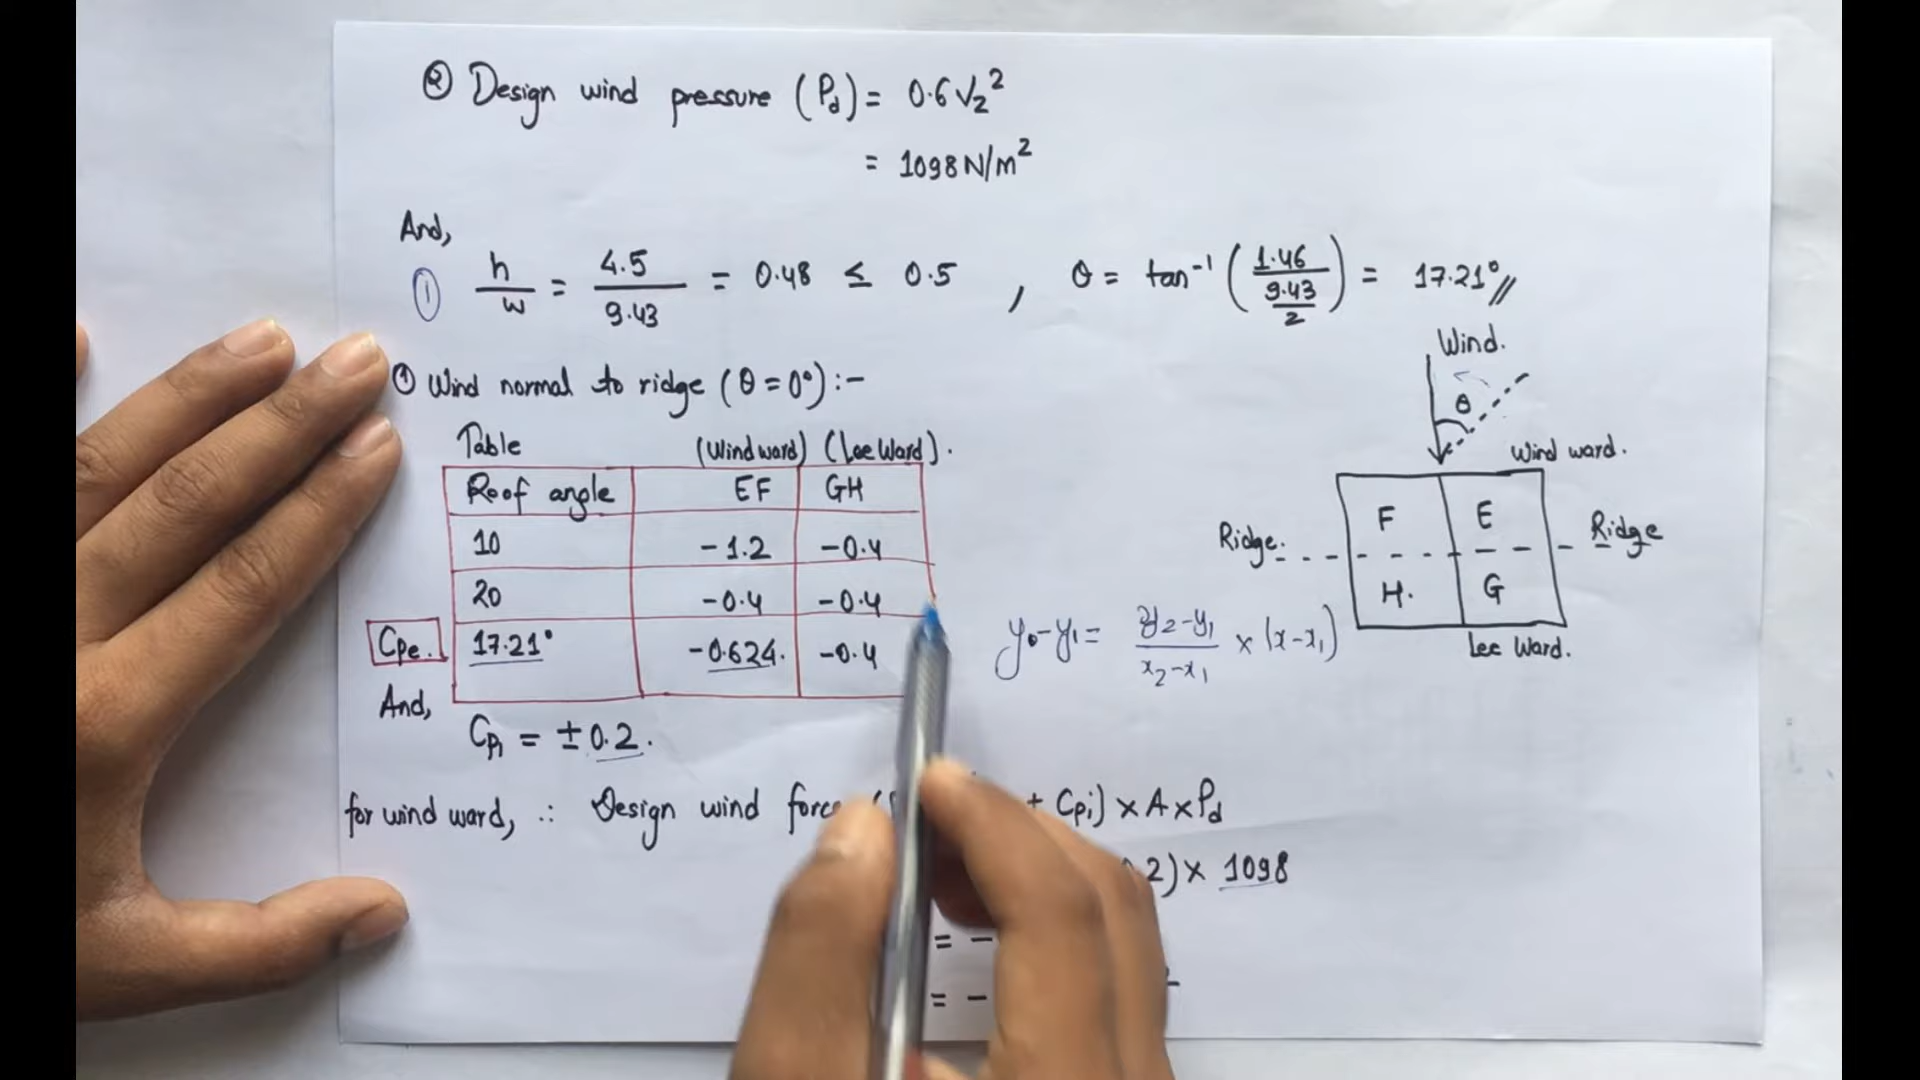 ② Design wind pressure (Pd) = 0.6 Vz²
= 1098 N/m²
And,
① h/w = 4.5/9.43 = 0.48 ≤ 0.5 , θ = tan⁻¹ (1.46/(9.43/2)) = 17.21°//
Wind.
θ
① Wind normal to ridge (θ = 0°) :-
Table (Wind ward) (Lee Ward).
Wind ward.
Roof angle EF GH
F E
Ridge. Ridge
10 -1.2 -0.4
20 -0.4 -0.4
H. G
Cpe. 17.21° -0.624. -0.4
y₀-y₁ = y₂-y₁/x₂-x₁ × (x-x₁)
Lee Ward.
And,
Cpi = ± 0.2.
for wind ward, ∴ Design wind force + Cpi) × A × Pd
2) × 1098
= -
= -